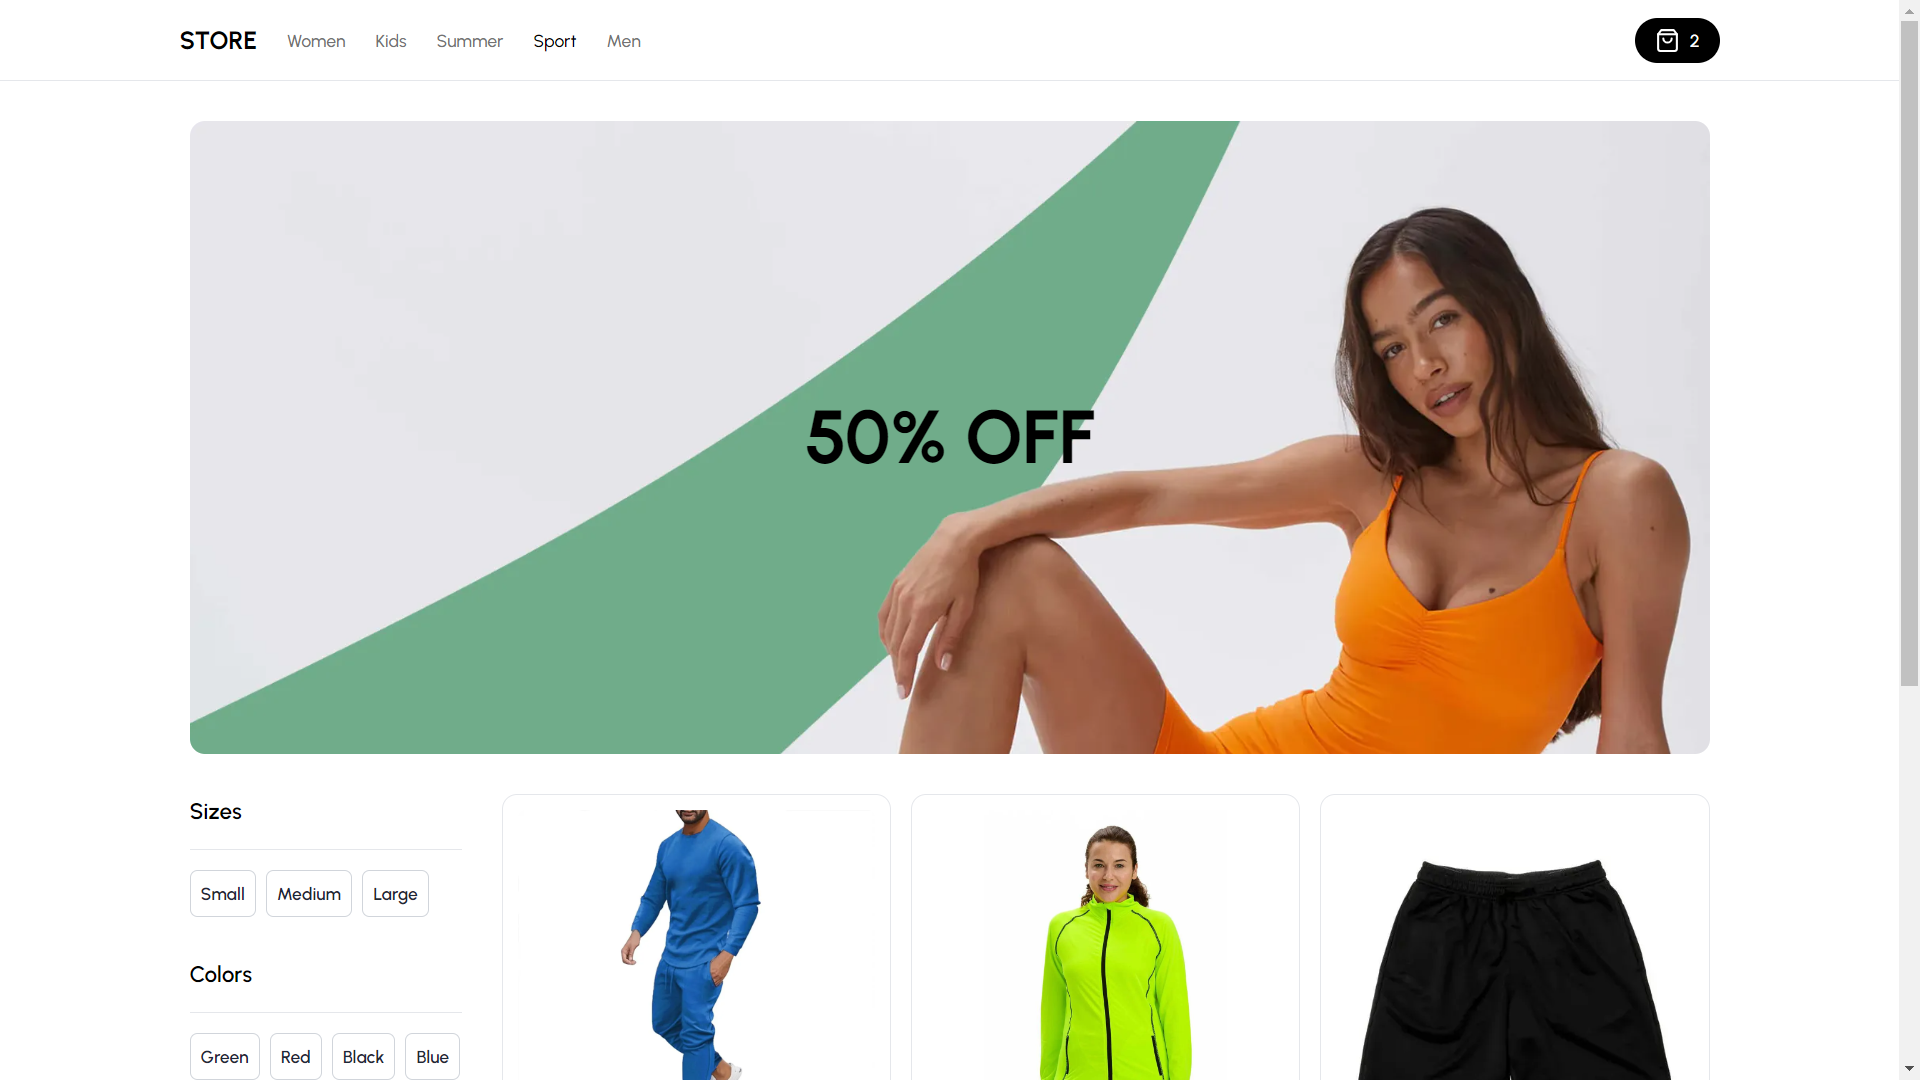 STORE Women Kids Summer Sport Men 2
50% OFF
Sizes
Small Medium Large
Colors
Green Red Black Blue